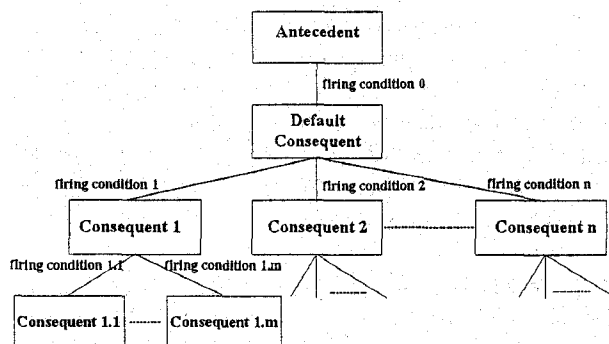 Antecedent
firing condition 0
Default
Consequent
firing condition 1
firing condition 2
firing condition n
Consequent 1
Consequent 2
Consequent n
firing condition 1.1
firing condition 1.m
Consequent 1.1
Consequent 1.m